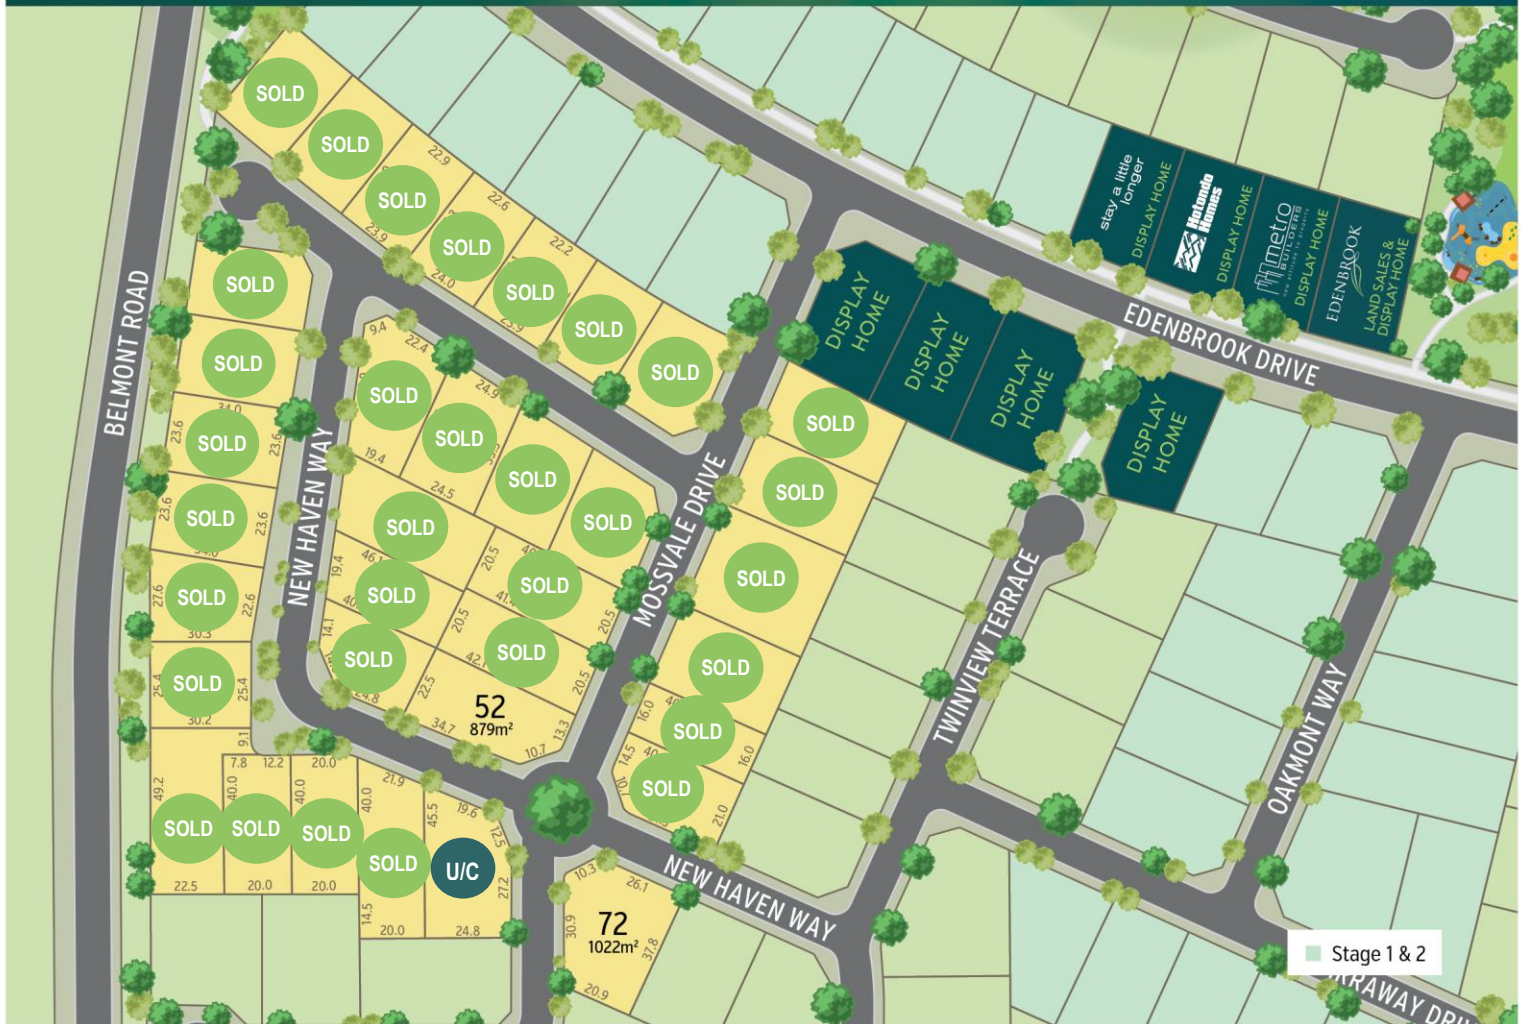 SOLD
SOLD
22.9
SOLD
23.9
22.6
SOLD
24.0
22.2
SOLD
23.9
SOLD
SOLD
stay a little
longer
DISPLAY HOME
Hotondo
Homes
DISPLAY HOME
metro
BUILDERS
DISPLAY HOME
EDENBROOK
LAND SALES &
DISPLAY HOME
DISPLAY
HOME
DISPLAY
HOME
DISPLAY
HOME
DISPLAY
HOME
EDENBROOK DRIVE
BELMONT ROAD
SOLD
SOLD
34.0
23.6
SOLD
23.6
23.6
SOLD
23.6
27.6
SOLD
22.6
30.3
25.4
SOLD
25.4
30.2
9.1
NEW HAVEN WAY
9.4
22.4
SOLD
24.9
19.4
SOLD
24.5
SOLD
SOLD
SOLD
19.4
46.1
20.5
SOLD
SOLD
14.1
20.5
20.5
SOLD
SOLD
42.1
24.8
22.5
20.5
34.7
52
879m²
13.3
10.7
MOSSVALE DRIVE
SOLD
SOLD
SOLD
SOLD
16.0
SOLD
14.5
16.0
SOLD
21.0
TWINVIEW TERRACE
OAKMONT WAY
7.8
12.2
20.0
21.9
49.2
40.0
40.0
40.0
45.5
19.6
12.5
SOLD
SOLD
SOLD
SOLD
U/C
27.2
22.5
20.0
20.0
14.5
20.0
24.8
10.3
26.1
30.9
72
1022m²
37.8
20.9
NEW HAVEN WAY
Stage 1 & 2